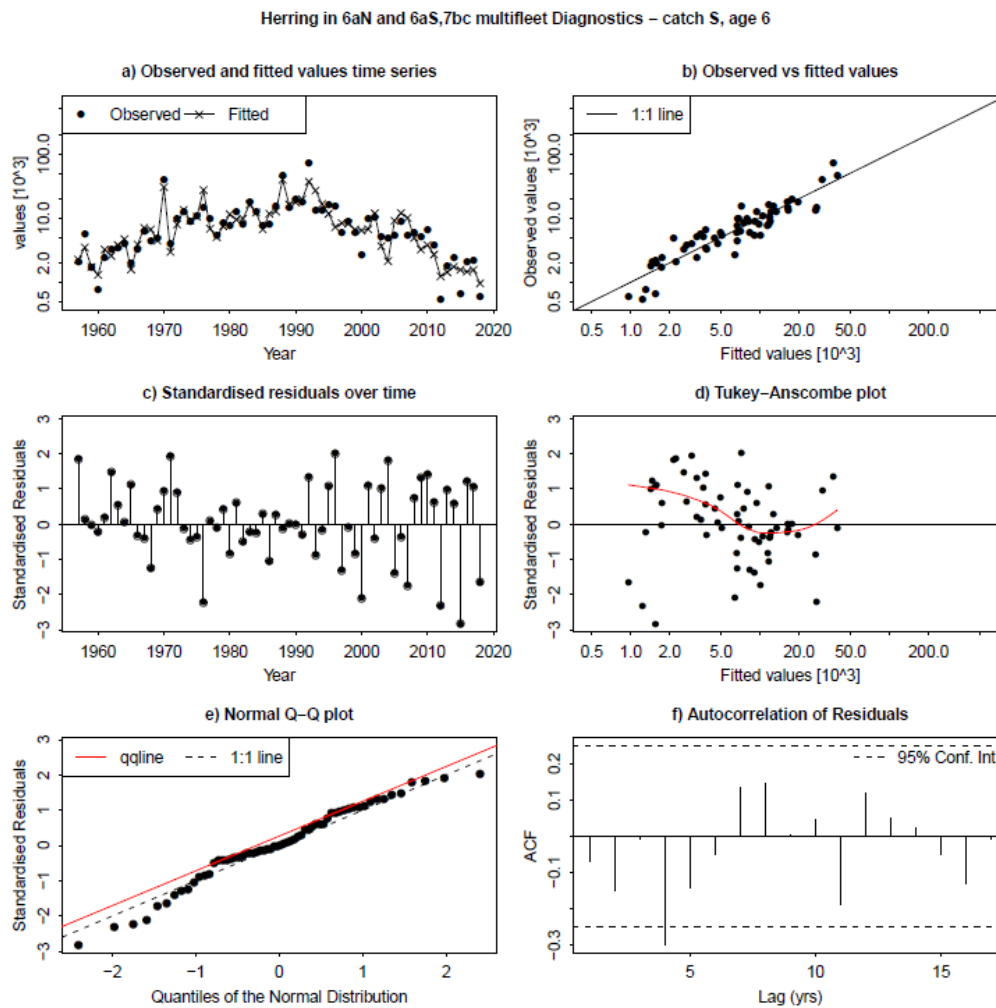 Herring in 6aN and 6aS,7bc multifleet Diagnostics − catch S, age 6
a) Observed and fitted values time series
Observed Fitted
values [10^3]
100.0
10.0
2.0
0.5
1960 1970 1980 1990 2000 2010 2020
Year
b) Observed vs fitted values
1:1 line
Observed values [10^3]
100.0
10.0
2.0
0.5
0.5 1.0 2.0 5.0 20.0 50.0 200.0
Fitted values [10^3]
c) Standardised residuals over time
Standardised Residuals
3
2
1
0
−1
−2
−3
1960 1970 1980 1990 2000 2010 2020
Year
d) Tukey−Anscombe plot
Standardised Residuals
3
2
1
0
−1
−2
−3
0.5 1.0 2.0 5.0 20.0 50.0 200.0
Fitted values [10^3]
e) Normal Q−Q plot
qqline 1:1 line
Standardised Residuals
3
2
1
0
−1
−2
−3
−2 −1 0 1 2
Quantiles of the Normal Distribution
f) Autocorrelation of Residuals
95% Conf. Int
ACF
0.2
0.1
−0.1
−0.3
5 10 15
Lag (yrs)